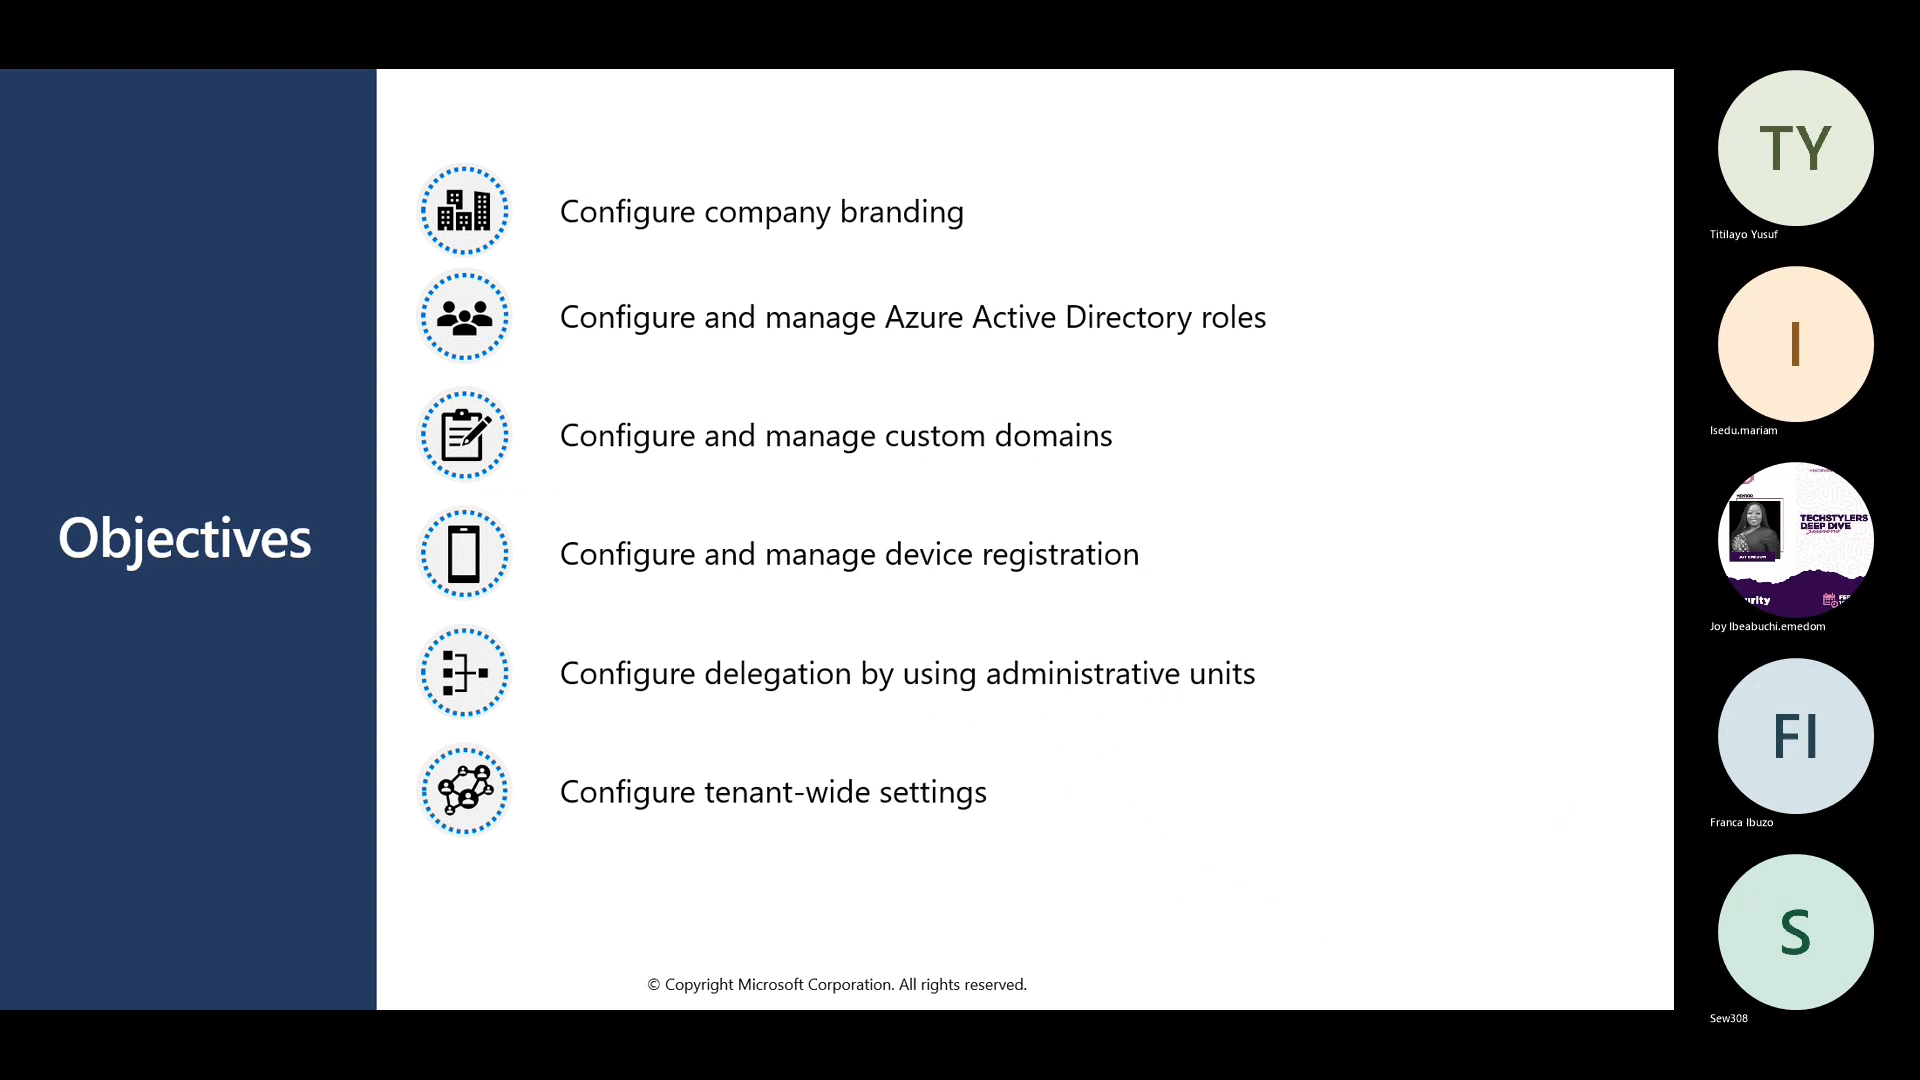 Objectives
Configure company branding
Configure and manage Azure Active Directory roles
Configure and manage custom domains
Configure and manage device registration
Configure delegation by using administrative units
Configure tenant-wide settings
© Copyright Microsoft Corporation. All rights reserved.
TY
Titilayo Yusuf
I
Isedu.mariam
MENTOR
TECHSTYLERS
DEEP DIVE
urity
Joy Ibeabuchi.emedom
FI
Franca Ibuzo
S
Sew308